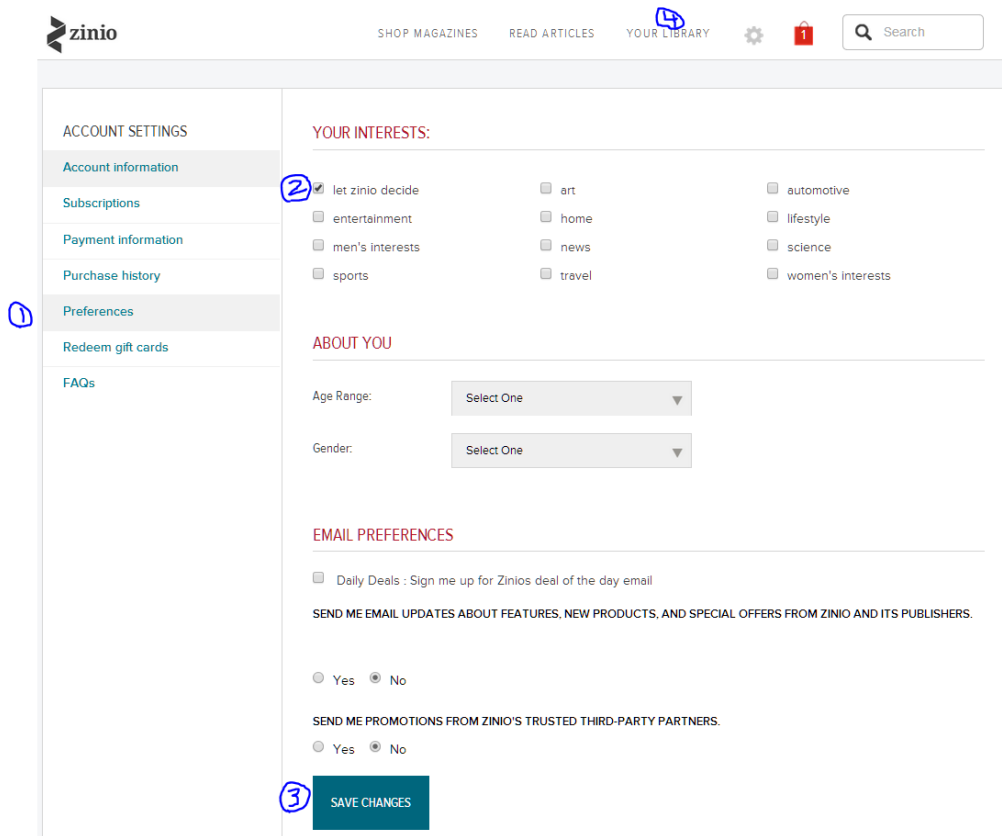 zinio
SHOP MAGAZINES READ ARTICLES YOUR LIBRARY 1 Search
4
ACCOUNT SETTINGS
Account information
Subscriptions
Payment information
Purchase history
1 Preferences
Redeem gift cards
FAQs
YOUR INTERESTS:
2 let zinio decide art automotive
entertainment home lifestyle
men's interests news science
sports travel women's interests
ABOUT YOU
Age Range: Select One
Gender: Select One
EMAIL PREFERENCES
Daily Deals : Sign me up for Zinios deal of the day email
SEND ME EMAIL UPDATES ABOUT FEATURES, NEW PRODUCTS, AND SPECIAL OFFERS FROM ZINIO AND ITS PUBLISHERS.
Yes No
SEND ME PROMOTIONS FROM ZINIO'S TRUSTED THIRD-PARTY PARTNERS.
Yes No
3 SAVE CHANGES